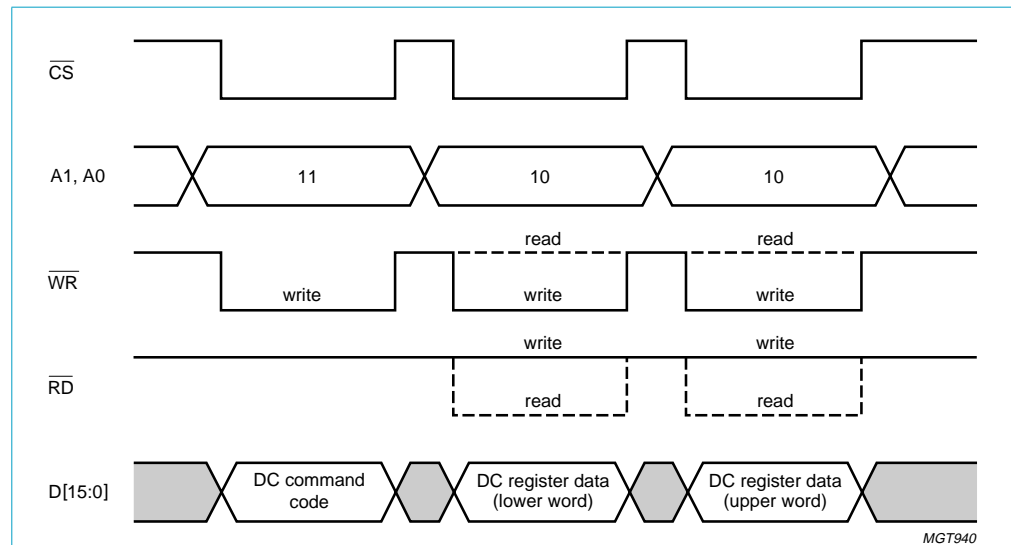 CS
A1, A0
11
10
10
read
read
WR
write
write
write
write
write
RD
read
read
D[15:0]
DC command
code
DC register data
(lower word)
DC register data
(upper word)
MGT940